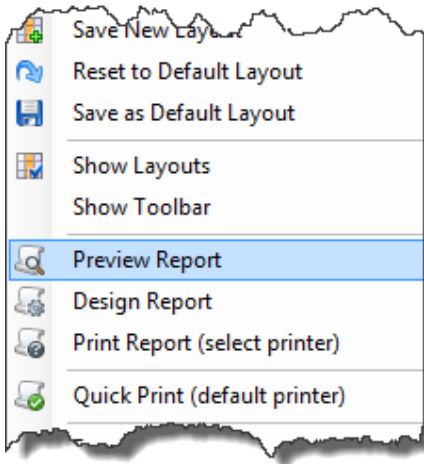 Save New Layout
Reset to Default Layout
Save as Default Layout
Show Layouts
Show Toolbar
Preview Report
Design Report
Print Report (select printer)
Quick Print (default printer)